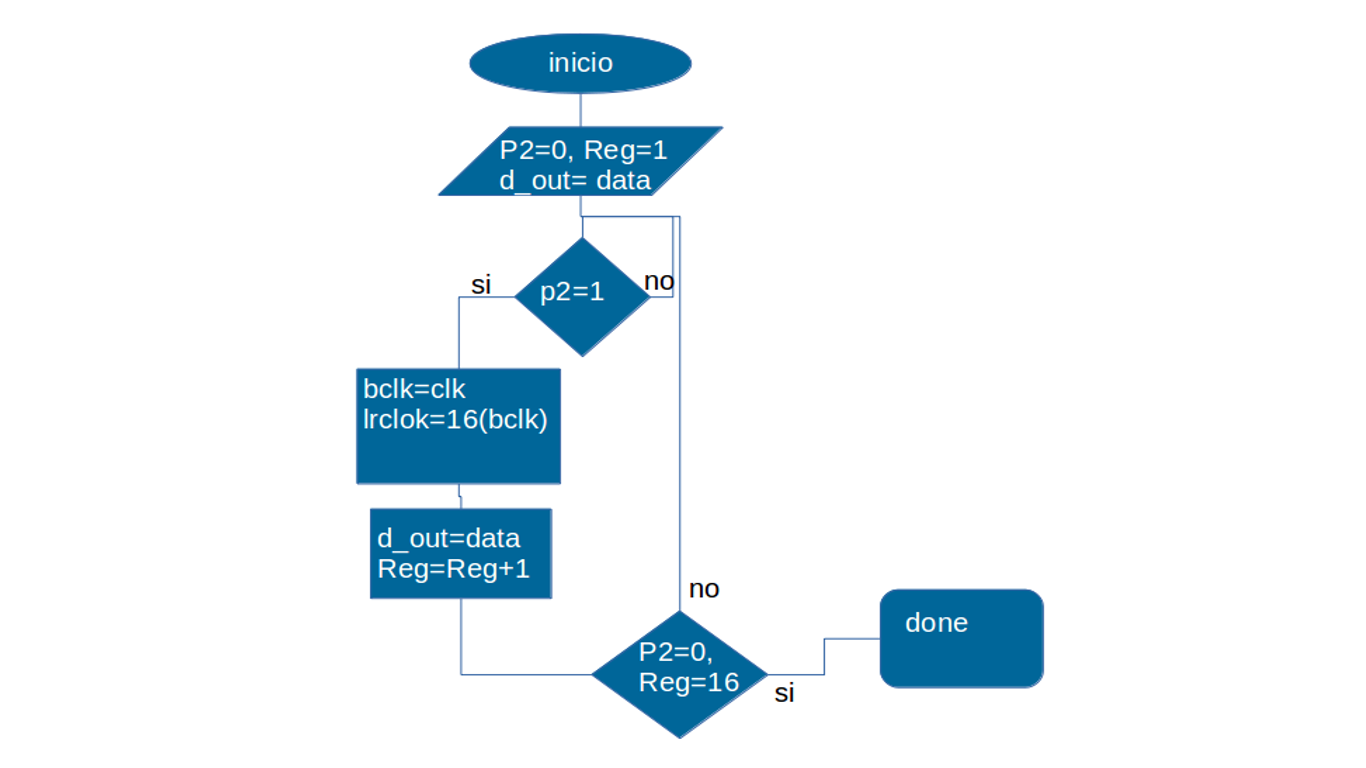 inicio
P2=0, Reg=1
d_out= data
si
no
p2=1
bclk=clk
lrclok=16(bclk)
d_out=data
Reg=Reg+1
no
P2=0,
Reg=16
si
done